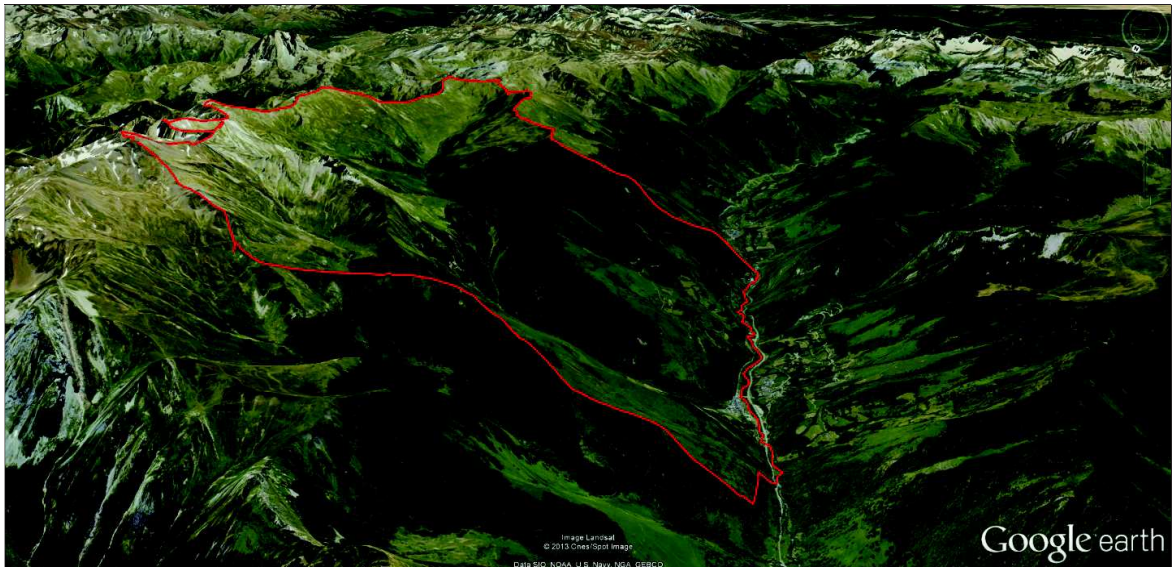 Image Landsat
© 2013 Cnes/Spot Image
Data SIO, NOAA, U.S. Navy, NGA, GEBCO
Google earth